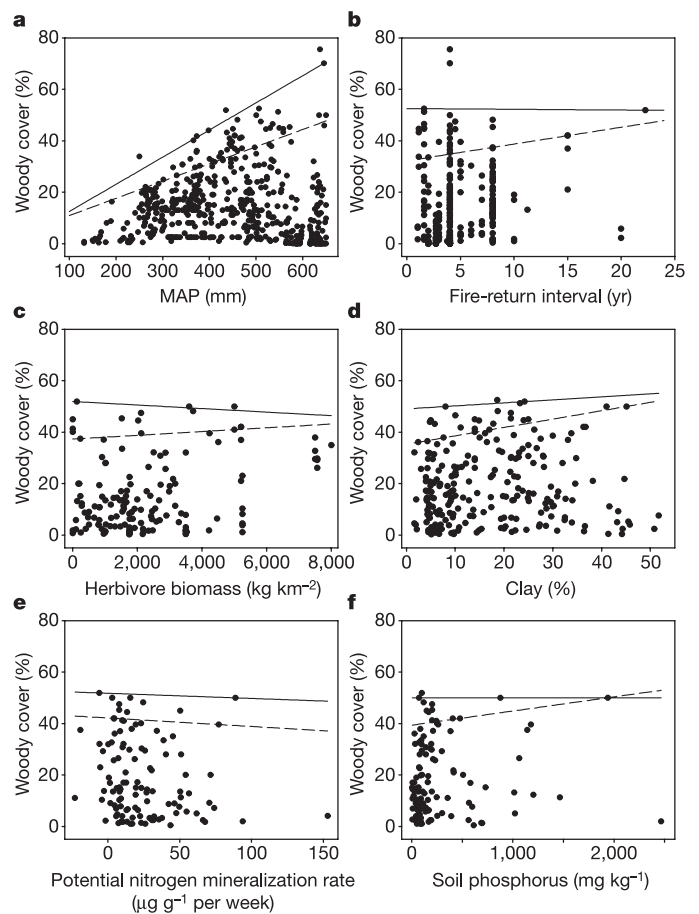 a
80
60
40
20
0
Woody cover (%)
100 200 300 400 500 600
MAP (mm)
b
80
60
40
20
0
Woody cover (%)
0 5 10 15 20 25
Fire-return interval (yr)
c
80
60
40
20
0
Woody cover (%)
0 2,000 4,000 6,000 8,000
Herbivore biomass (kg km⁻²)
d
80
60
40
20
0
Woody cover (%)
0 10 20 30 40 50
Clay (%)
e
80
60
40
20
0
Woody cover (%)
0 50 100 150
Potential nitrogen mineralization rate
(μg g⁻¹ per week)
f
80
60
40
20
0
Woody cover (%)
0 1,000 2,000
Soil phosphorus (mg kg⁻¹)